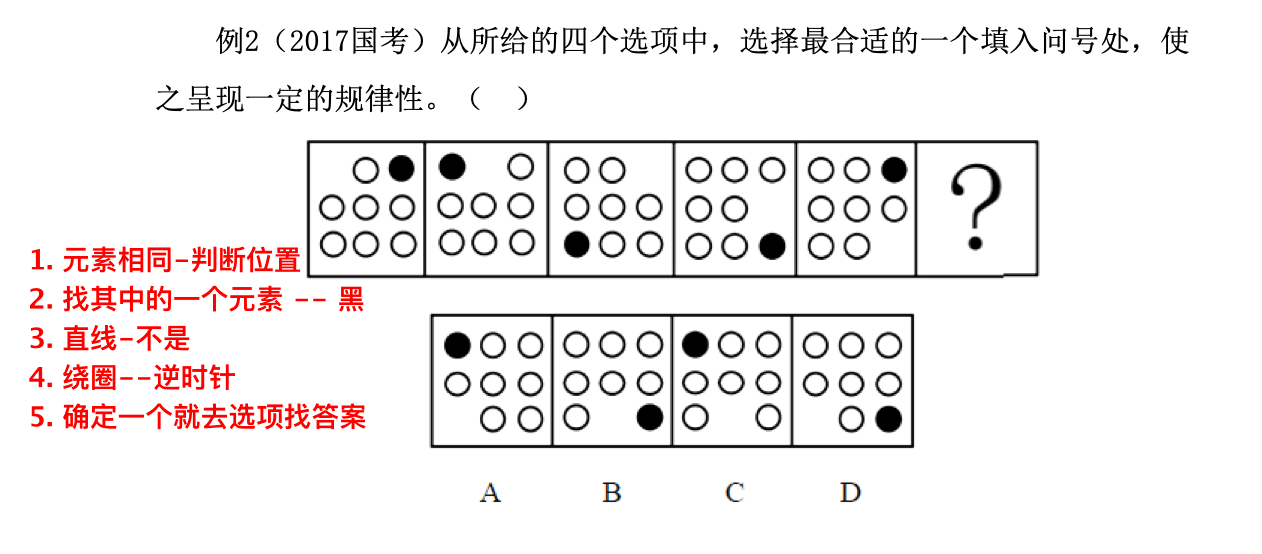 例2（2017国考）从所给的四个选项中，选择最合适的一个填入问号处，使
之呈现一定的规律性。（　）
?
1. 元素相同-判断位置
2. 找其中的一个元素 -- 黑
3. 直线-不是
4. 绕圈--逆时针
5. 确定一个就去选项找答案
A B C D